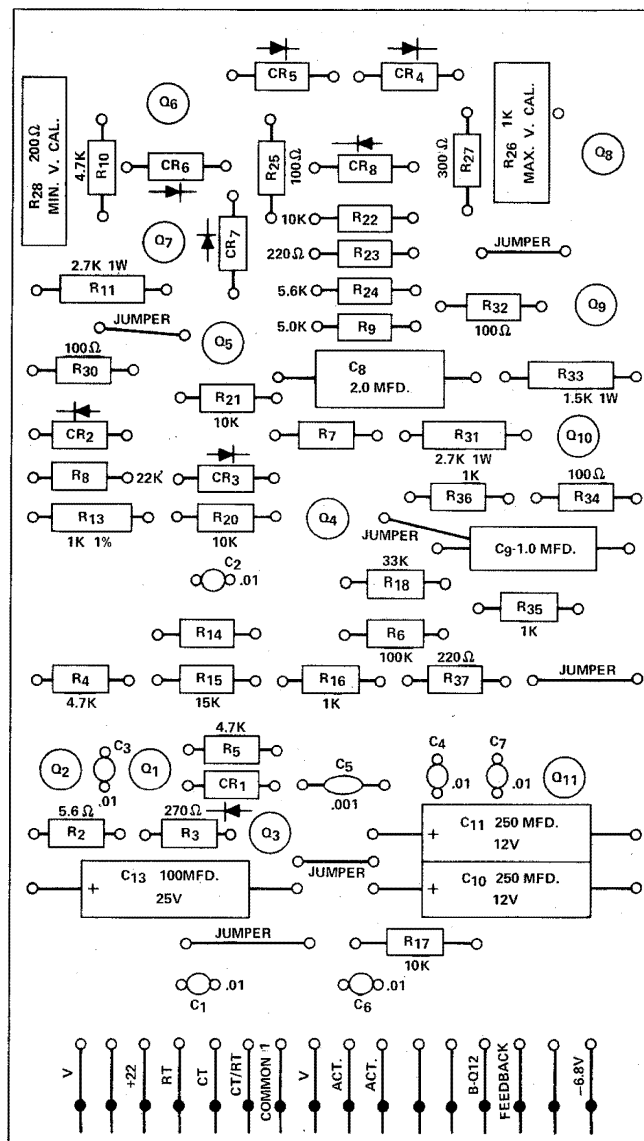 CR5
CR4
Q6
R28
200Ω
MIN. V. CAL.
4.7K
R10
CR6
R25
100Ω
CR8
300Ω
R27
R26
1K
MAX. V. CAL.
Q8
10K
R22
Q7
CR7
220Ω
R23
JUMPER
2.7K 1W
R11
5.6K
R24
R32
100Ω
Q9
JUMPER
Q5
5.0K
R9
100Ω
R30
C8
2.0 MFD.
R33
1.5K 1W
R21
10K
CR2
R7
R31
2.7K 1W
Q10
R8
22K
CR3
1K
R36
100Ω
R34
R13
1K 1%
R20
10K
Q4
JUMPER
C9-1.0 MFD.
C2
.01
33K
R18
R35
1K
R14
R6
100K
R4
4.7K
R15
15K
R16
1K
220Ω
R37
JUMPER
4.7K
R5
Q2
C3
.01
Q1
CR1
C5
.001
C4
.01
C7
.01
Q11
5.6Ω
R2
270Ω
R3
Q3
+
C11 250 MFD.
12V
JUMPER
+
C13 100MFD.
25V
+
C10 250 MFD.
12V
JUMPER
R17
10K
C1
.01
C6
.01
V
+22
RT
CT
CT/RT
COMMON 1
V
ACT.
ACT.
B-Q12
FEEDBACK
-6.8V